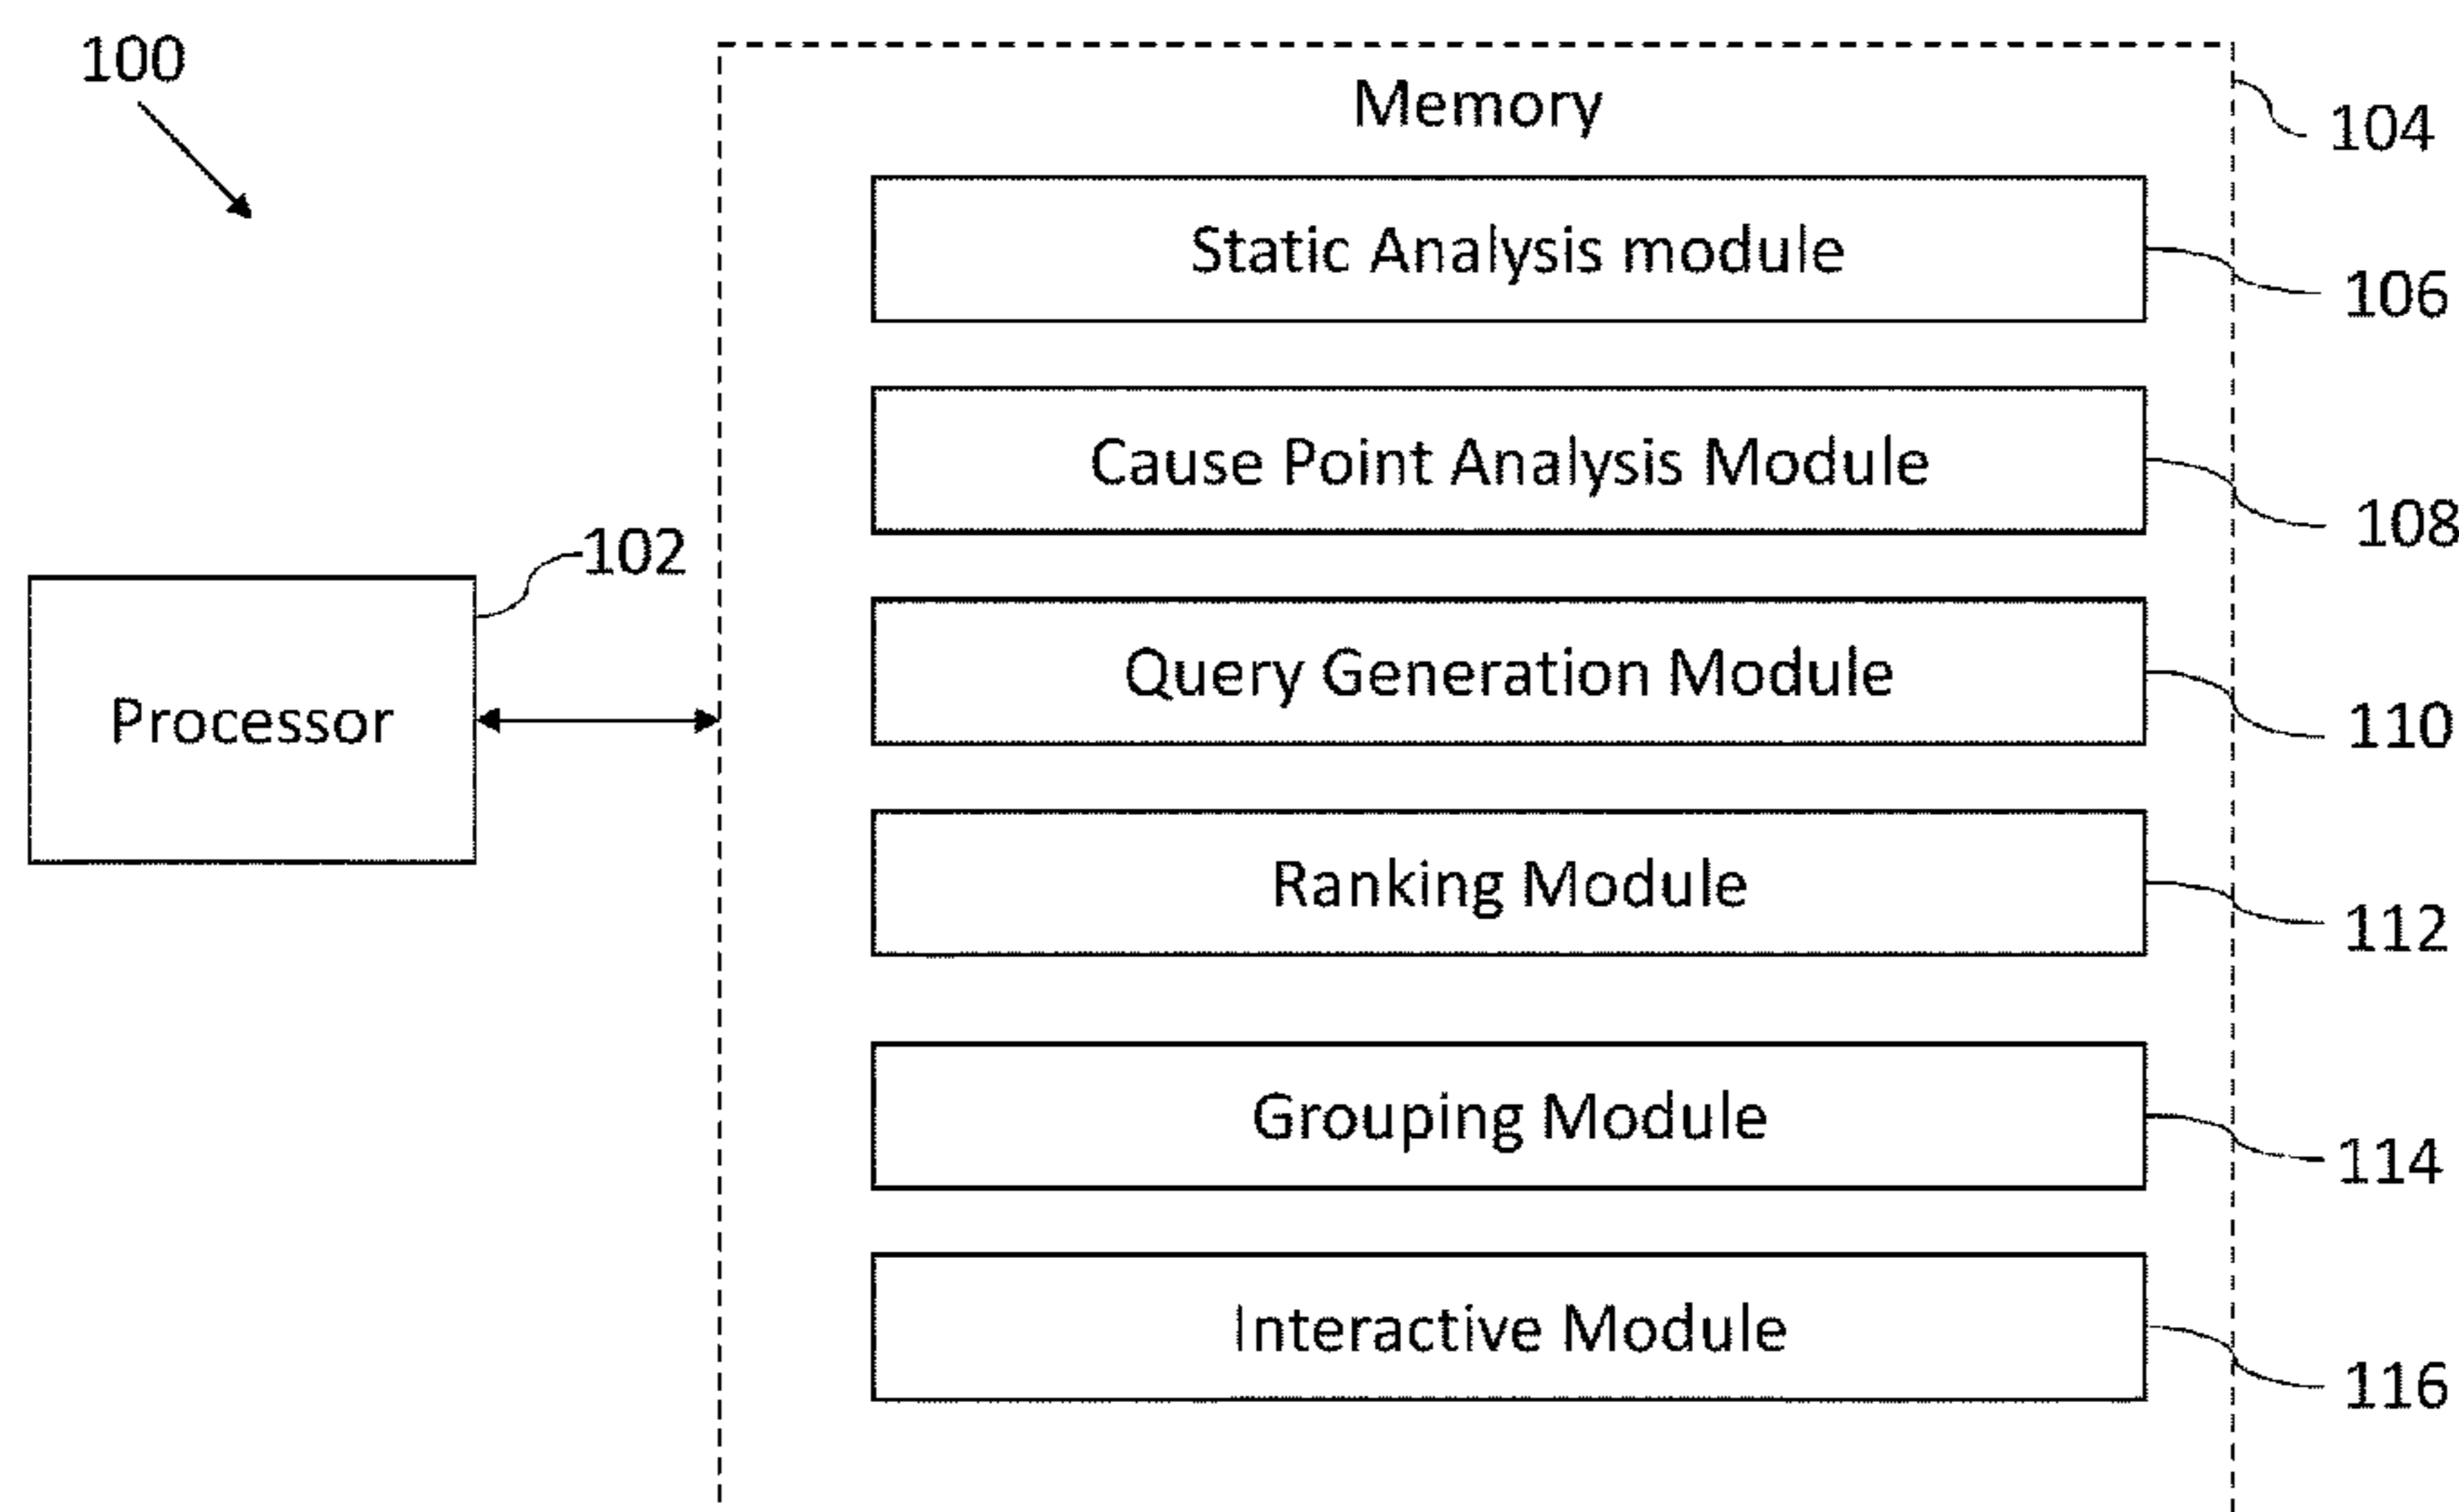 100
Memory
104
Static Analysis module
106
Cause Point Analysis Module
108
102
Query Generation Module
110
Processor
Ranking Module
112
Grouping Module
114
Interactive Module
116